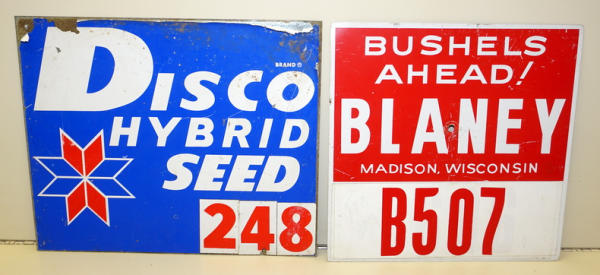 DISCO
BRAND ®
HYBRID
SEED
248
BUSHELS
AHEAD!
BLANEY
MADISON, WISCONSIN
B507